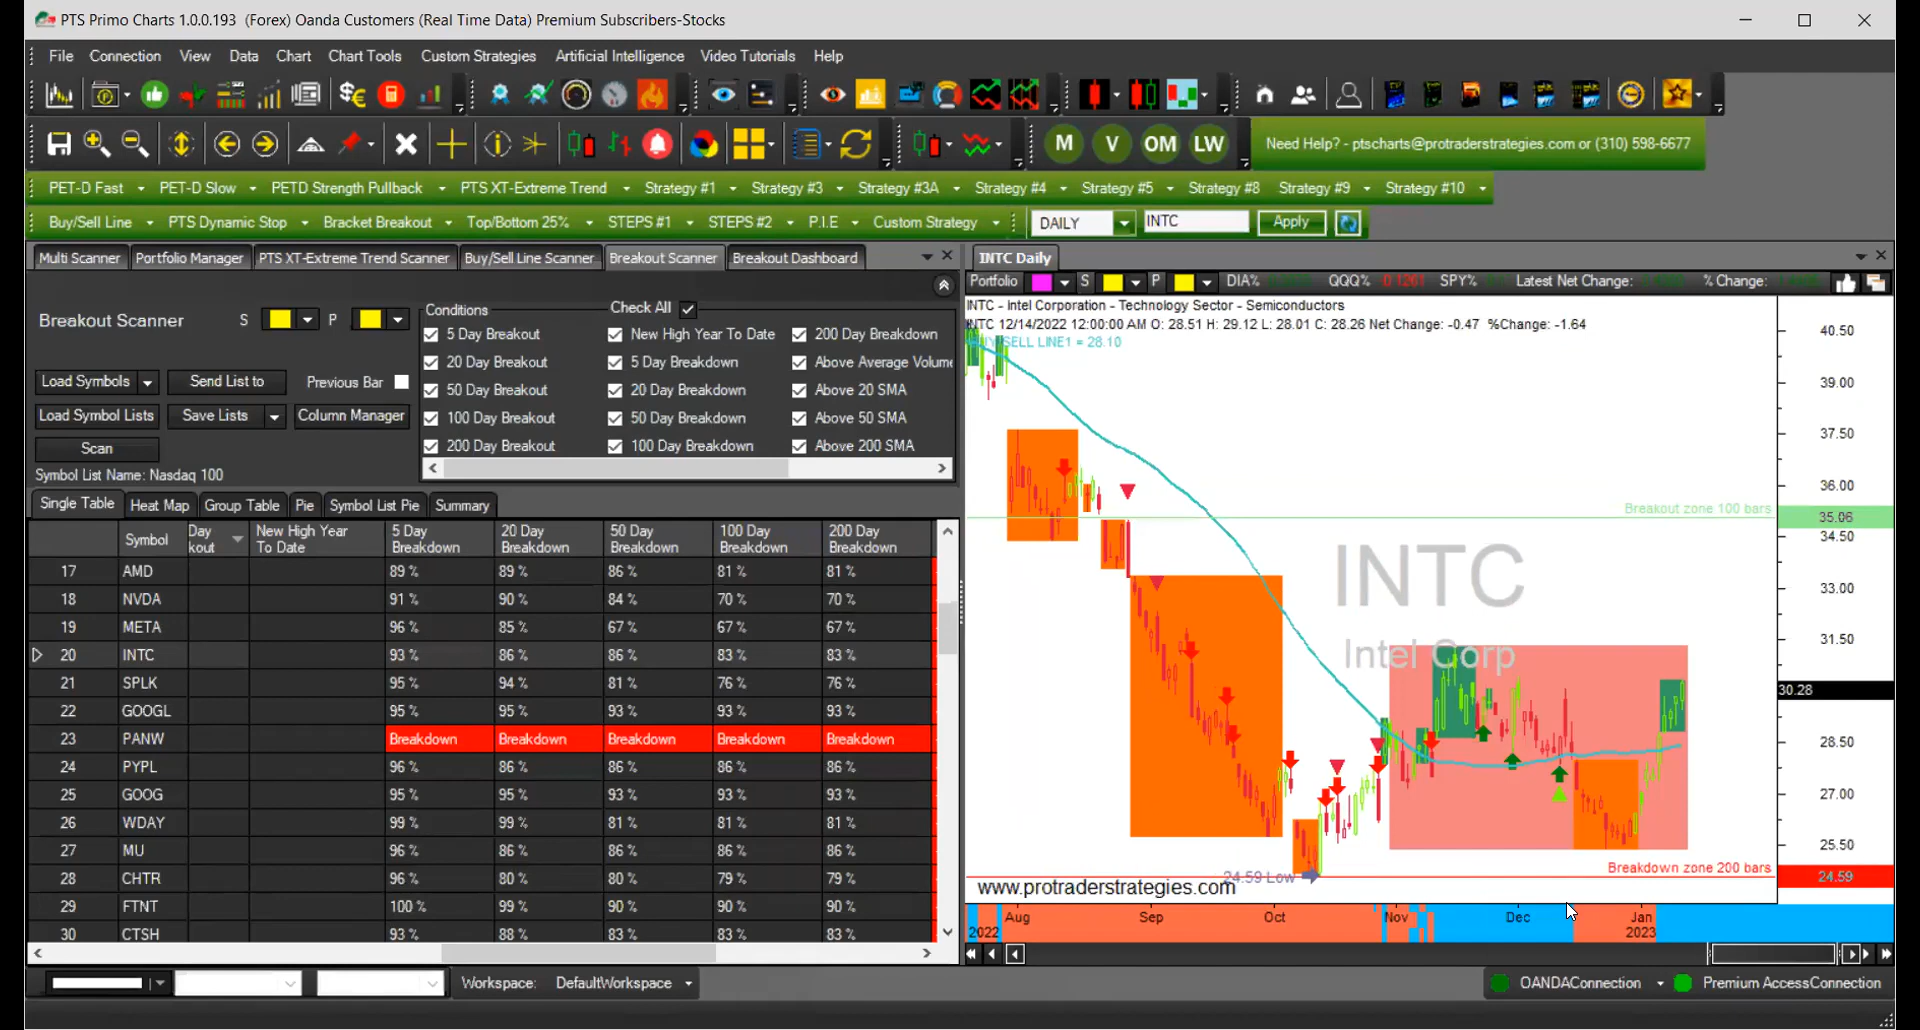 PTS Primo Charts 1.0.0.193 (Forex) Oanda Customers (Real Time Data) Premium Subscribers-Stocks
File Connection View Data Chart Chart Tools Custom Strategies Artificial Intelligence Video Tutorials Help
M V OM LW Need Help? - ptscharts@protraderstrategies.com or (310) 598-6677
PET-D Fast PET-D Slow PETD Strength Pullback PTS XT-Extreme Trend Strategy #1 Strategy #3 Strategy #3A Strategy #4 Strategy #5 Strategy #8 Strategy #9 Strategy #10
Buy/Sell Line PTS Dynamic Stop Bracket Breakout Top/Bottom 25% STEPS #1 STEPS #2 P.I.E Custom Strategy DAILY INTC Apply
Multi Scanner Portfolio Manager PTS XT-Extreme Trend Scanner Buy/Sell Line Scanner Breakout Scanner Breakout Dashboard
Breakout Scanner S P
Conditions Check All
5 Day Breakout New High Year To Date 200 Day Breakdown
20 Day Breakout 5 Day Breakdown Above Average Volume
50 Day Breakout 20 Day Breakdown Above 20 SMA
100 Day Breakout 50 Day Breakdown Above 50 SMA
200 Day Breakout 100 Day Breakdown Above 200 SMA
Load Symbols Send List to Previous Bar
Load Symbol Lists Save Lists Column Manager
Scan
Symbol List Name: Nasdaq 100
Single Table Heat Map Group Table Pie Symbol List Pie Summary
Symbol Day kout New High Year To Date 5 Day Breakdown 20 Day Breakdown 50 Day Breakdown 100 Day Breakdown 200 Day Breakdown
17 AMD 89 % 89 % 86 % 81 % 81 %
18 NVDA 91 % 90 % 84 % 70 % 70 %
19 META 96 % 85 % 67 % 67 % 67 %
20 INTC 93 % 86 % 86 % 83 % 83 %
21 SPLK 95 % 94 % 81 % 76 % 76 %
22 GOOGL 95 % 95 % 93 % 93 % 93 %
23 PANW Breakdown Breakdown Breakdown Breakdown Breakdown
24 PYPL 96 % 86 % 86 % 86 % 86 %
25 GOOG 95 % 95 % 93 % 93 % 93 %
26 WDAY 99 % 99 % 81 % 81 % 81 %
27 MU 96 % 86 % 86 % 86 % 86 %
28 CHTR 96 % 80 % 80 % 79 % 79 %
29 FTNT 100 % 99 % 90 % 90 % 90 %
30 CTSH 93 % 88 % 83 % 83 % 83 %
INTC Daily
Portfolio S P DIA% QQQ% -0.1261 SPY% Latest Net Change: % Change:
INTC - Intel Corporation - Technology Sector - Semiconductors
INTC 12/14/2022 12:00:00 AM O: 28.51 H: 29.12 L: 28.01 C: 28.26 Net Change: -0.47 %Change: -1.64
SELL LINE1 = 28.10
40.50
39.00
37.50
36.00
Breakout zone 100 bars 35.06
34.50
INTC
33.00
31.50
Intel Corp
30.28
28.50
27.00
25.50
Breakdown zone 200 bars
24.59 Low 24.59
www.protraderstrategies.com
Aug Sep Oct Nov Dec Jan
2022 2023
Workspace: DefaultWorkspace OANDAConnection Premium AccessConnection